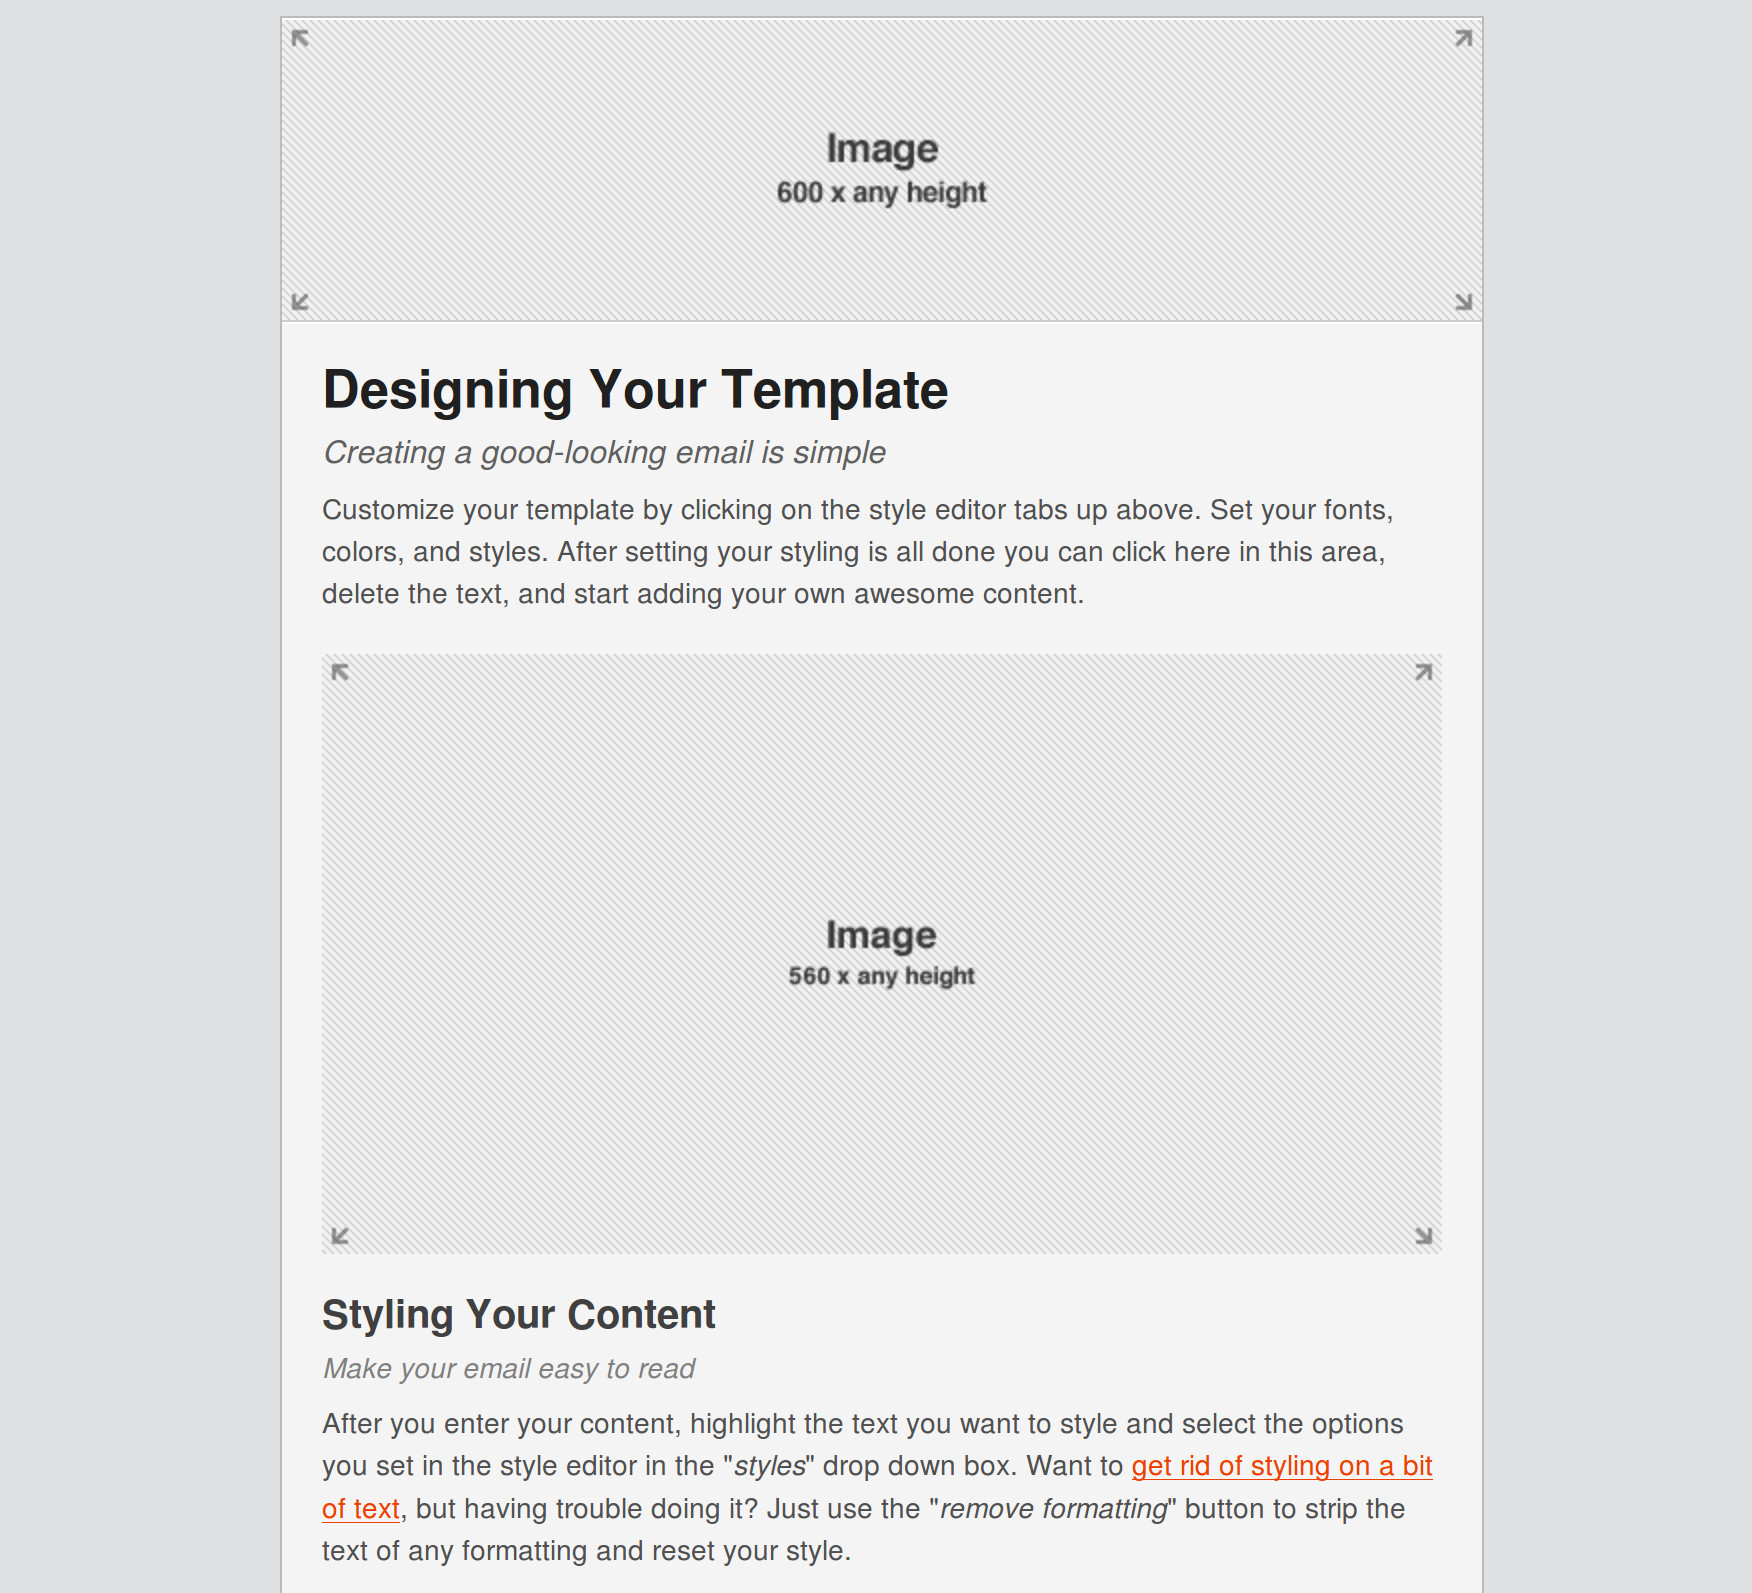 Image
600 x any height
Designing Your Template
Creating a good-looking email is simple
Customize your template by clicking on the style editor tabs up above. Set your fonts,
colors, and styles. After setting your styling is all done you can click here in this area,
delete the text, and start adding your own awesome content.
Image
560 x any height
Styling Your Content
Make your email easy to read
After you enter your content, highlight the text you want to style and select the options
you set in the style editor in the "styles" drop down box. Want to get rid of styling on a bit
of text, but having trouble doing it? Just use the "remove formatting" button to strip the
text of any formatting and reset your style.